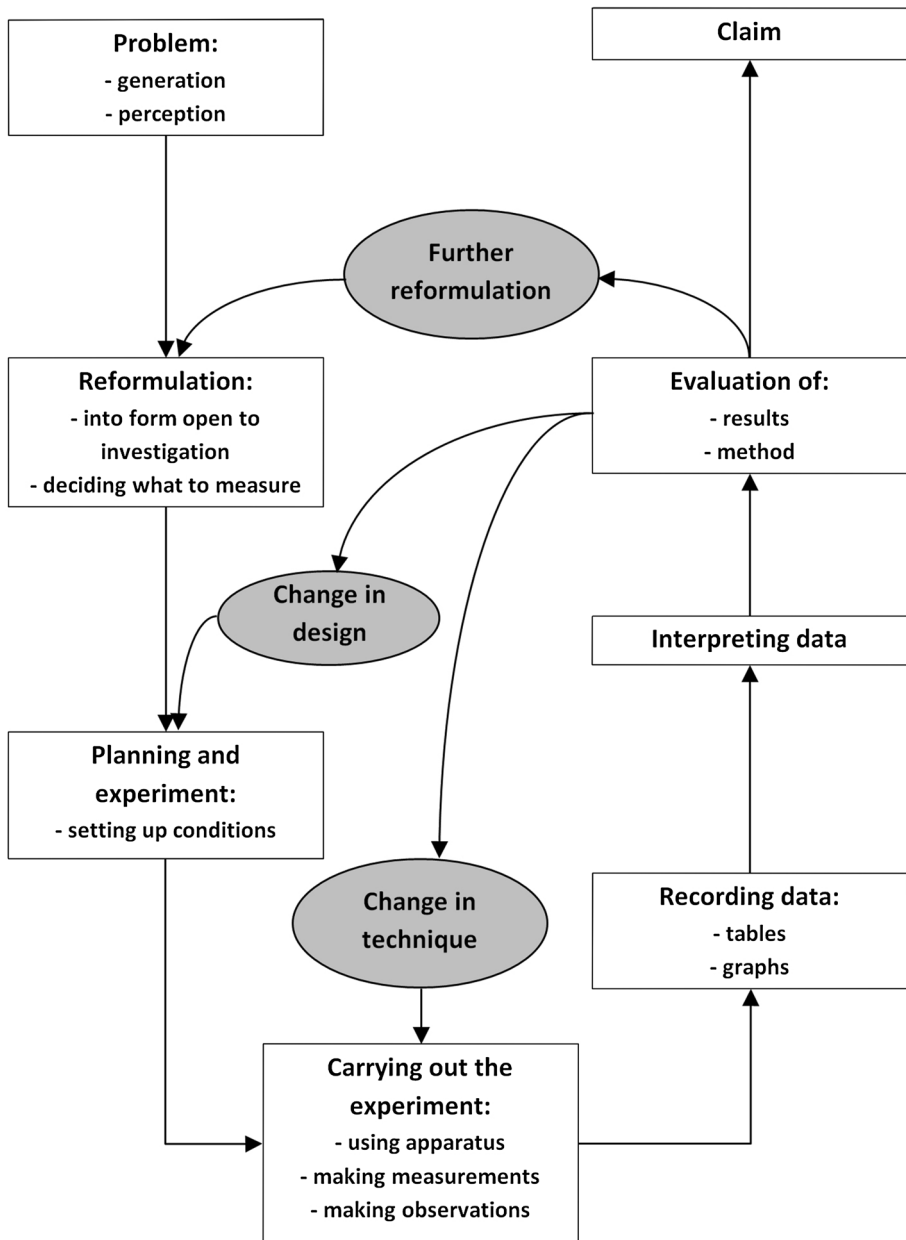 Problem:
- generation
- perception
Claim
Further
reformulation
Reformulation:
- into form open to
investigation
- deciding what to measure
Evaluation of:
- results
- method
Change in
design
Interpreting data
Planning and
experiment:
- setting up conditions
Change in
technique
Recording data:
- tables
- graphs
Carrying out the
experiment:
- using apparatus
- making measurements
- making observations